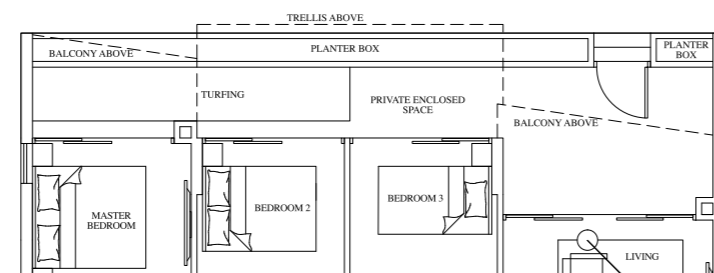 TRELLIS ABOVE
BALCONY ABOVE
PLANTER BOX
PLANTER
BOX
TURFING
PRIVATE ENCLOSED
SPACE
BALCONY ABOVE
MASTER
BEDROOM
BEDROOM 2
BEDROOM 3
LIVING